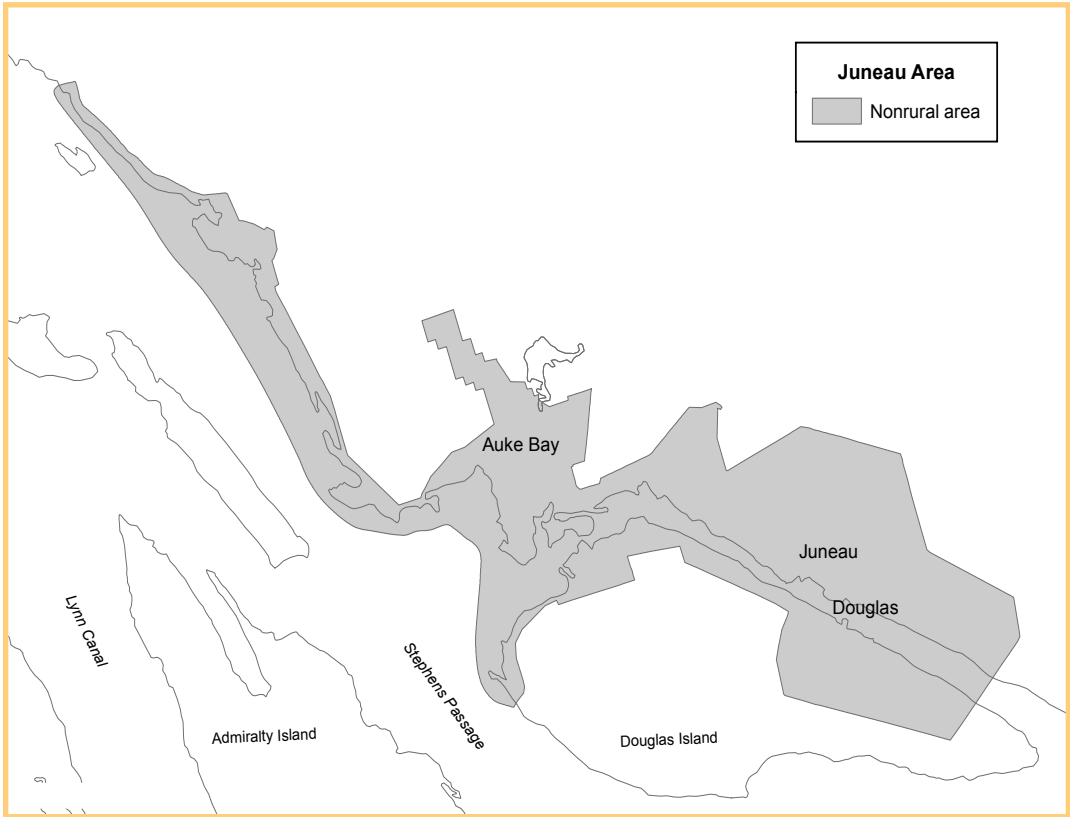 Juneau Area
Nonrural area
Auke Bay
Juneau
Douglas
Lynn Canal
Stephens Passage
Admiralty Island
Douglas Island